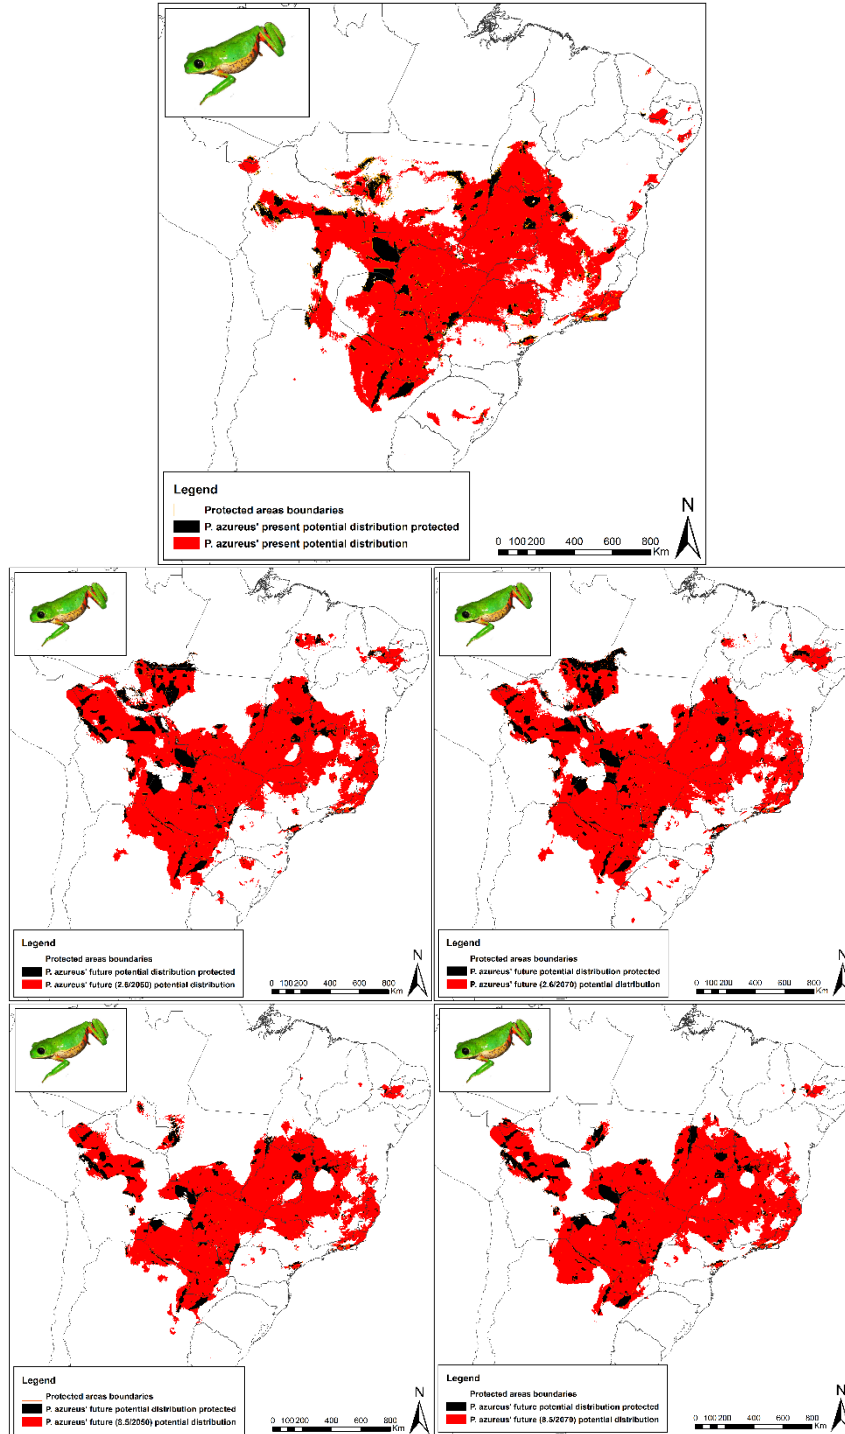 Legend
Protected areas boundaries
P. azureus' present potential distribution protected
P. azureus' present potential distribution
N
0 100 200 400 600 800
Km
Legend
Protected areas boundaries
P. azureus' future potential distribution protected
P. azureus' future (2.6/2050) potential distribution
N
0 100 200 400 600 800
Km
Legend
Protected areas boundaries
P. azureus' future potential distribution protected
P. azureus' future (2.6/2070) potential distribution
N
0 100 200 400 600 800
Km
Legend
Protected areas boundaries
P. azureus' future potential distribution protected
P. azureus' future (8.5/2050) potential distribution
N
0 100 200 400 600 800
Km
Legend
Protected areas boundaries
P. azureus' future potential distribution protected
P. azureus' future (8.5/2070) potential distribution
N
0 100 200 400 600 800
Km